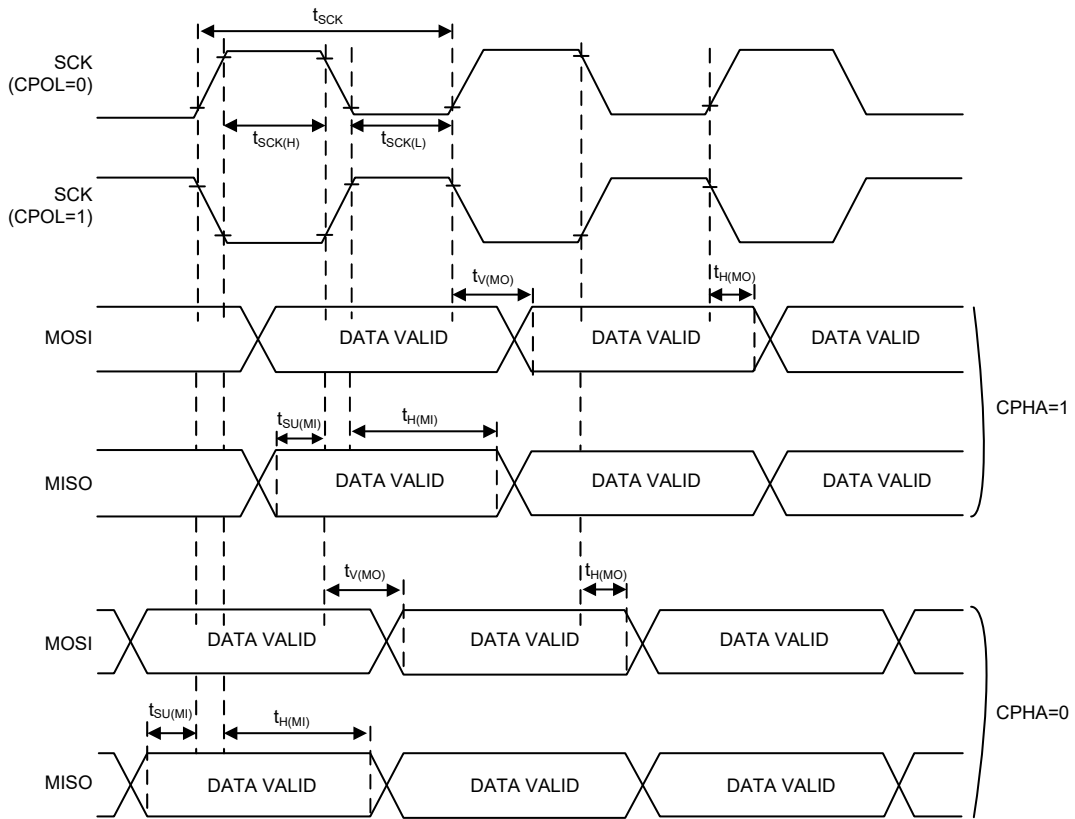 tSCK
SCK
(CPOL=0)
tSCK(H)
tSCK(L)
SCK
(CPOL=1)
tV(MO)
tH(MO)
MOSI
DATA VALID
DATA VALID
DATA VALID
CPHA=1
tSU(MI)
tH(MI)
MISO
DATA VALID
DATA VALID
DATA VALID
tV(MO)
tH(MO)
MOSI
DATA VALID
DATA VALID
DATA VALID
CPHA=0
tSU(MI)
tH(MI)
MISO
DATA VALID
DATA VALID
DATA VALID